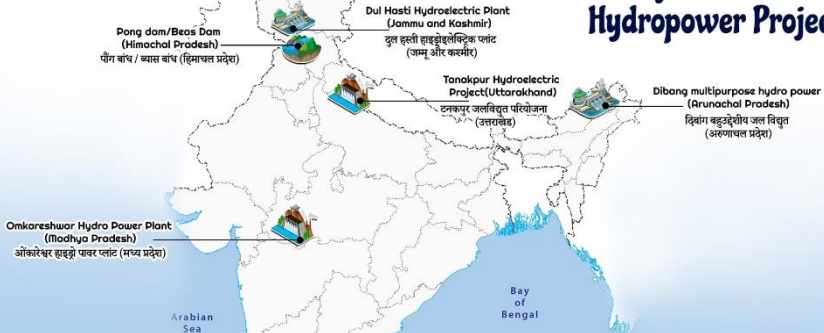 Hydropower Projec
Dul Hasti Hydroelectric Plant
(Jammu and Kashmir)
दुल हस्ती हाइड्रोइलेक्ट्रिक प्लांट
(जम्मू और कश्मीर)
Pong dam/Beas Dam
(Himachal Pradesh)
पौंग बांध / ब्यास बांध (हिमाचल प्रदेश)
Tanakpur Hydroelectric
Project(Uttarakhand)
टनकपुर जलविद्युत परियोजना
(उत्तराखंड)
Dibang multipurpose hydro power
(Arunachal Pradesh)
दिबांग बहुउद्देशीय जल विद्युत
(अरुणाचल प्रदेश)
Omkareshwar Hydro Power Plant
(Madhya Pradesh)
ओंकारेश्वर हाइड्रो पावर प्लांट (मध्य प्रदेश)
Bay
of
Bengal
Arabian
Sea